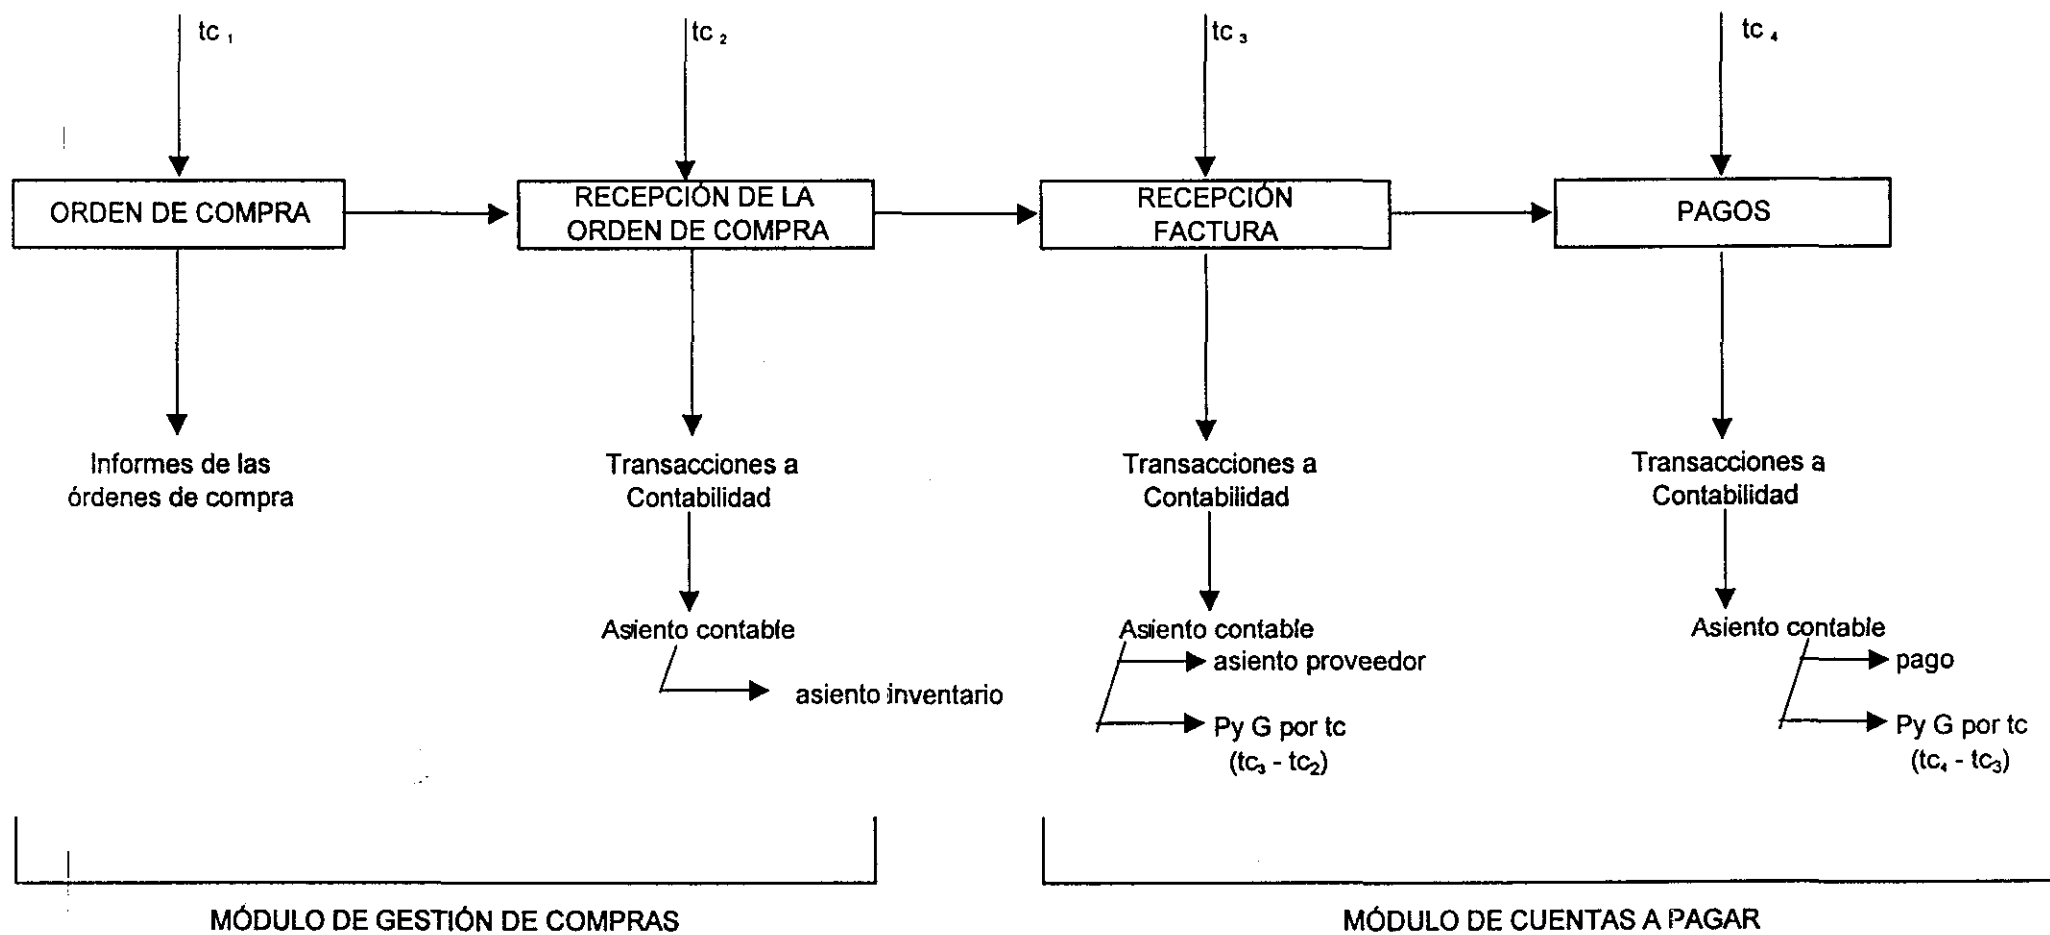 tc 1
tc 2
tc 3
tc 4
ORDEN DE COMPRA
RECEPCIÓN DE LA
ORDEN DE COMPRA
RECEPCIÓN
FACTURA
PAGOS
Informes de las
órdenes de compra
Transacciones a
Contabilidad
Transacciones a
Contabilidad
Transacciones a
Contabilidad
Asiento contable
asiento inventario
Asiento contable
asiento proveedor
Py G por tc
(tc3 - tc2)
Asiento contable
pago
Py G por tc
(tc4 - tc3)
MÓDULO DE GESTIÓN DE COMPRAS
MÓDULO DE CUENTAS A PAGAR